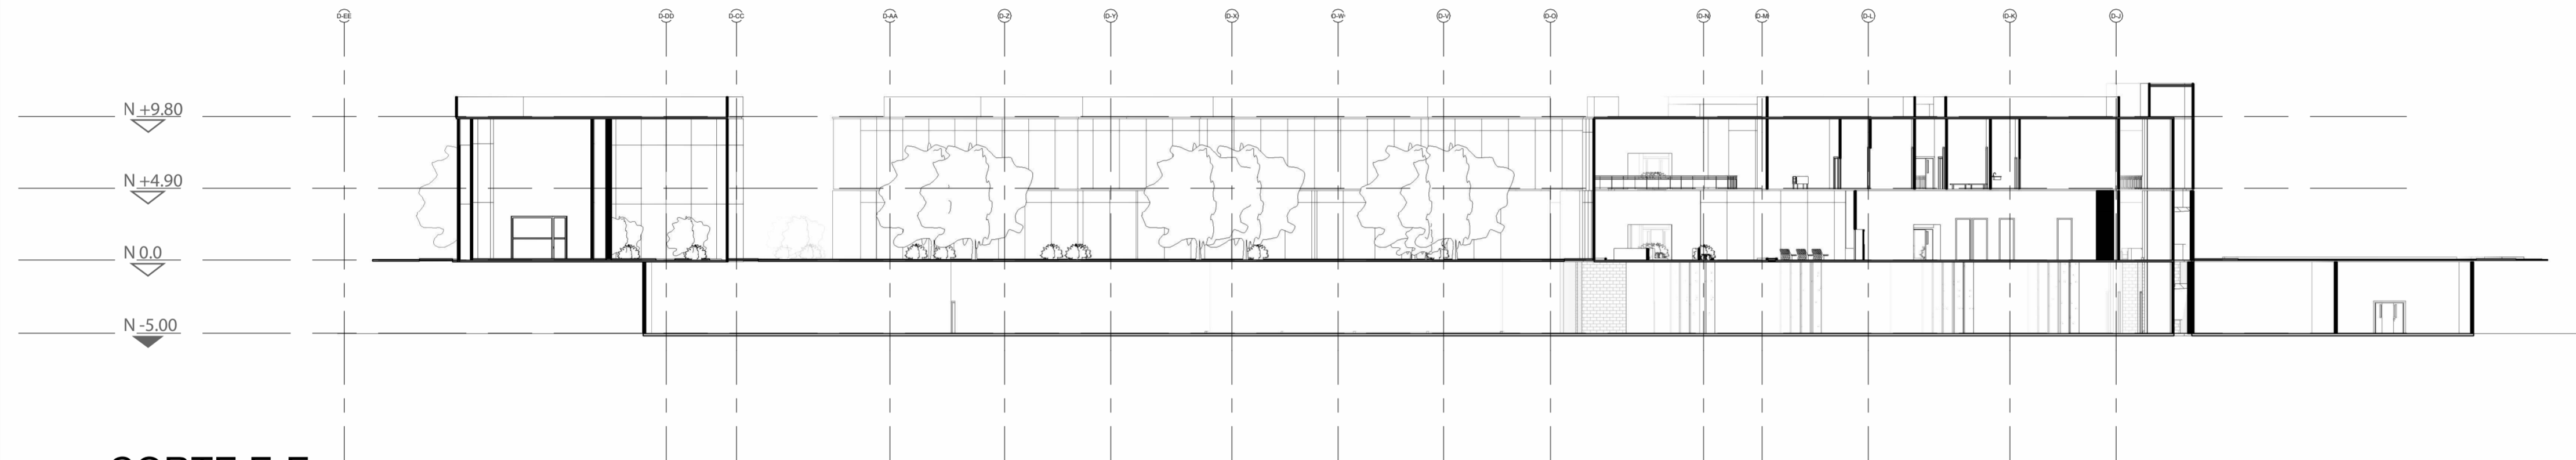 D-EE D-DD D-CC D-AA D-Z D-Y D-X D-W D-V D-O D-N D-M D-L D-K D-J
N +9.80
N +4.90
N 0.0
N -5.00